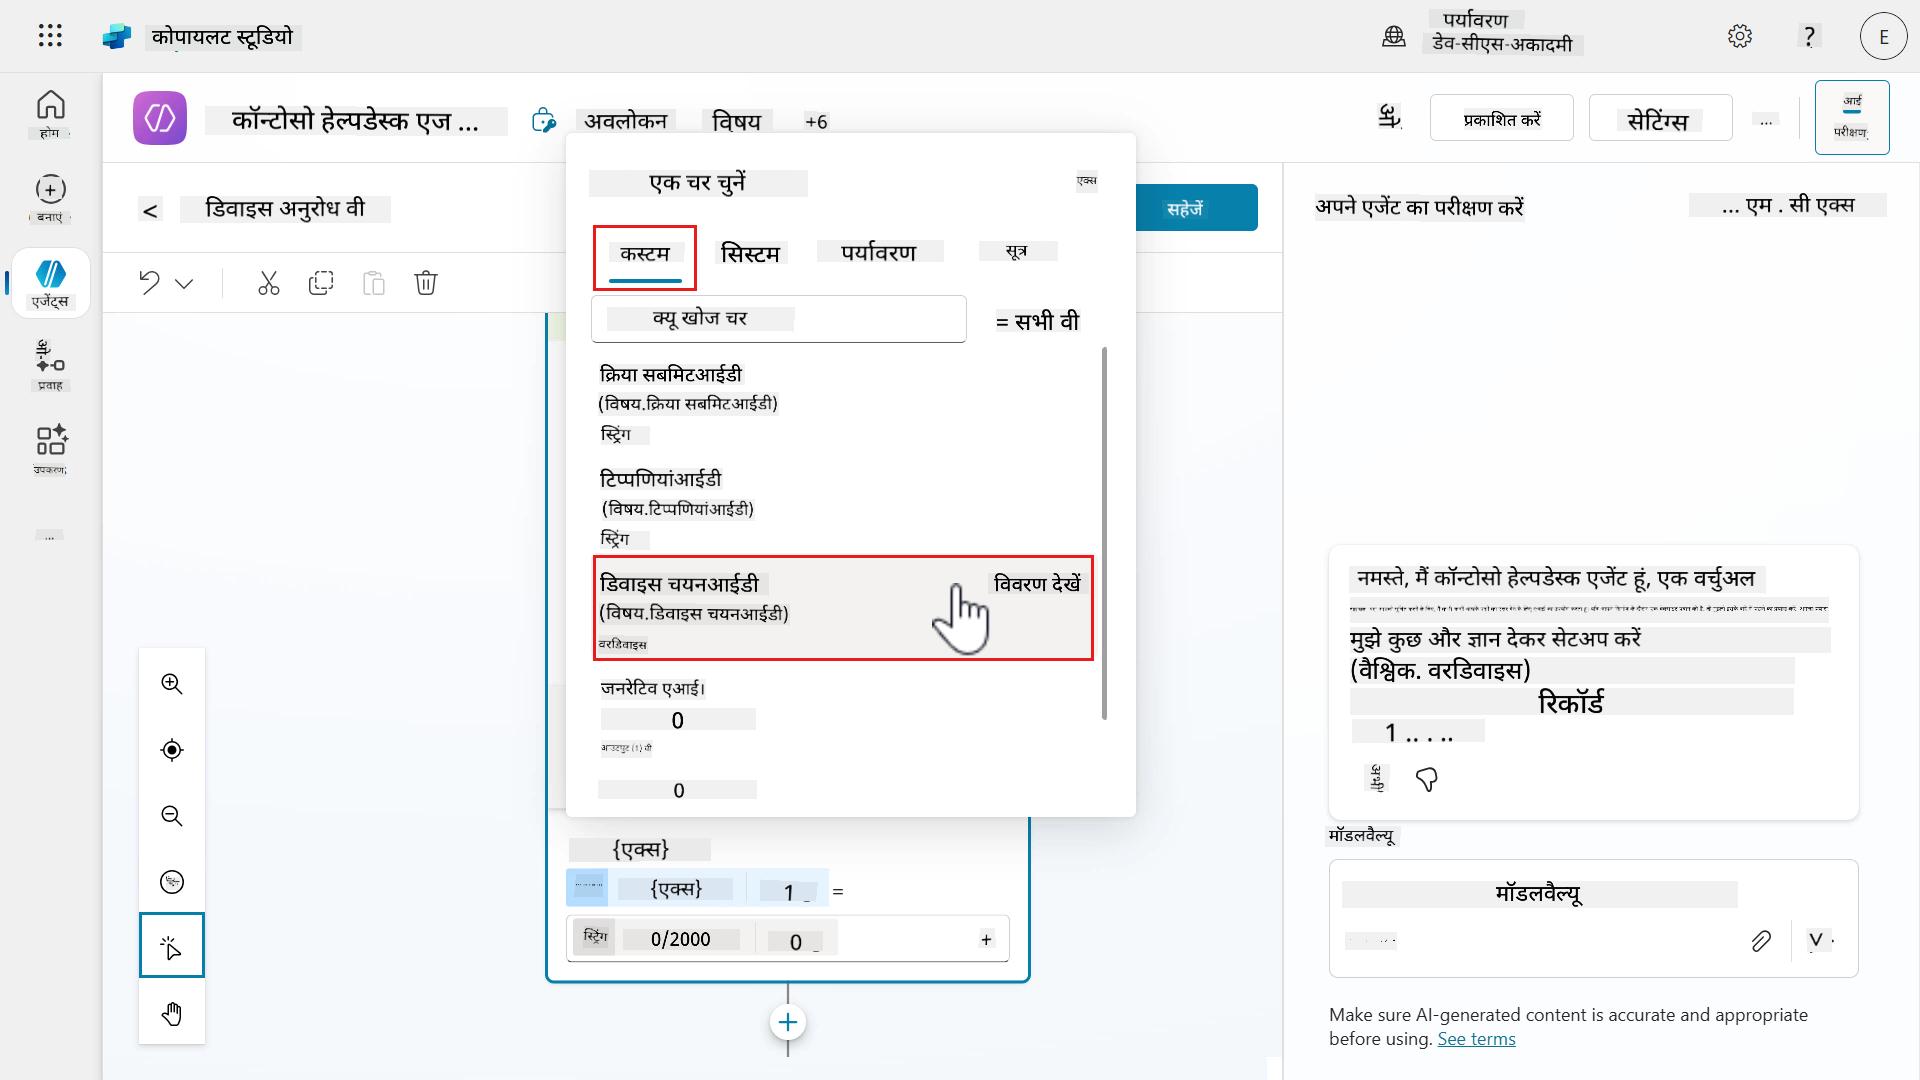 कोपायलट स्टूडियो
पर्यावरण
डेव-सीएस-अकादमी
?
E
होम
बनाएं
एजेंट्स
प्रवाह
उपकरण;
...
कॉन्टोसो हेल्पडेस्क एज ...
अवलोकन
विषय
+6
प्रकाशित करें
सेटिंग्स
...
आई
परीक्षण
< डिवाइस अनुरोध वी
सहेजें
एक चर चुनें
एक्स
कस्टम
सिस्टम
पर्यावरण
सूत्र
क्यू खोज चर
= सभी वी
क्रिया सबमिटआईडी
(विषय.क्रिया सबमिटआईडी)
स्ट्रिंग
टिप्पणियांआईडी
(विषय.टिप्पणियांआईडी)
स्ट्रिंग
डिवाइस चयनआईडी
विवरण देखें
(विषय.डिवाइस चयनआईडी)
वरडिवाइस
जनरेटिव एआई।
0
आउटपुट (1) वी
0
{एक्स}
{एक्स} 1 =
स्ट्रिंग 0/2000 0 +
अपने एजेंट का परीक्षण करें
... एम . सी एक्स
नमस्ते, मैं कॉन्टोसो हेल्पडेस्क एजेंट हूं, एक वर्चुअल
मुझे कुछ और ज्ञान देकर सेटअप करें
(वैश्विक. वरडिवाइस)
रिकॉर्ड
1 .. . ..
मॉडलवैल्यू
मॉडलवैल्यू
V
Make sure AI-generated content is accurate and appropriate
before using. See terms